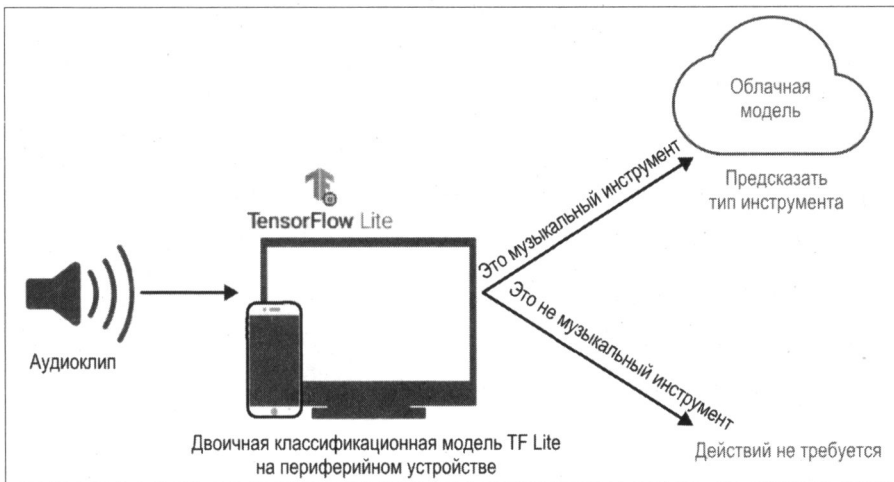 Облачная
модель
Предсказать
тип инструмента
TensorFlow Lite
Это музыкальный инструмент
Это не музыкальный инструмент
Аудиоклип
Двоичная классификационная модель TF Lite
на периферийном устройстве
Действий не требуется